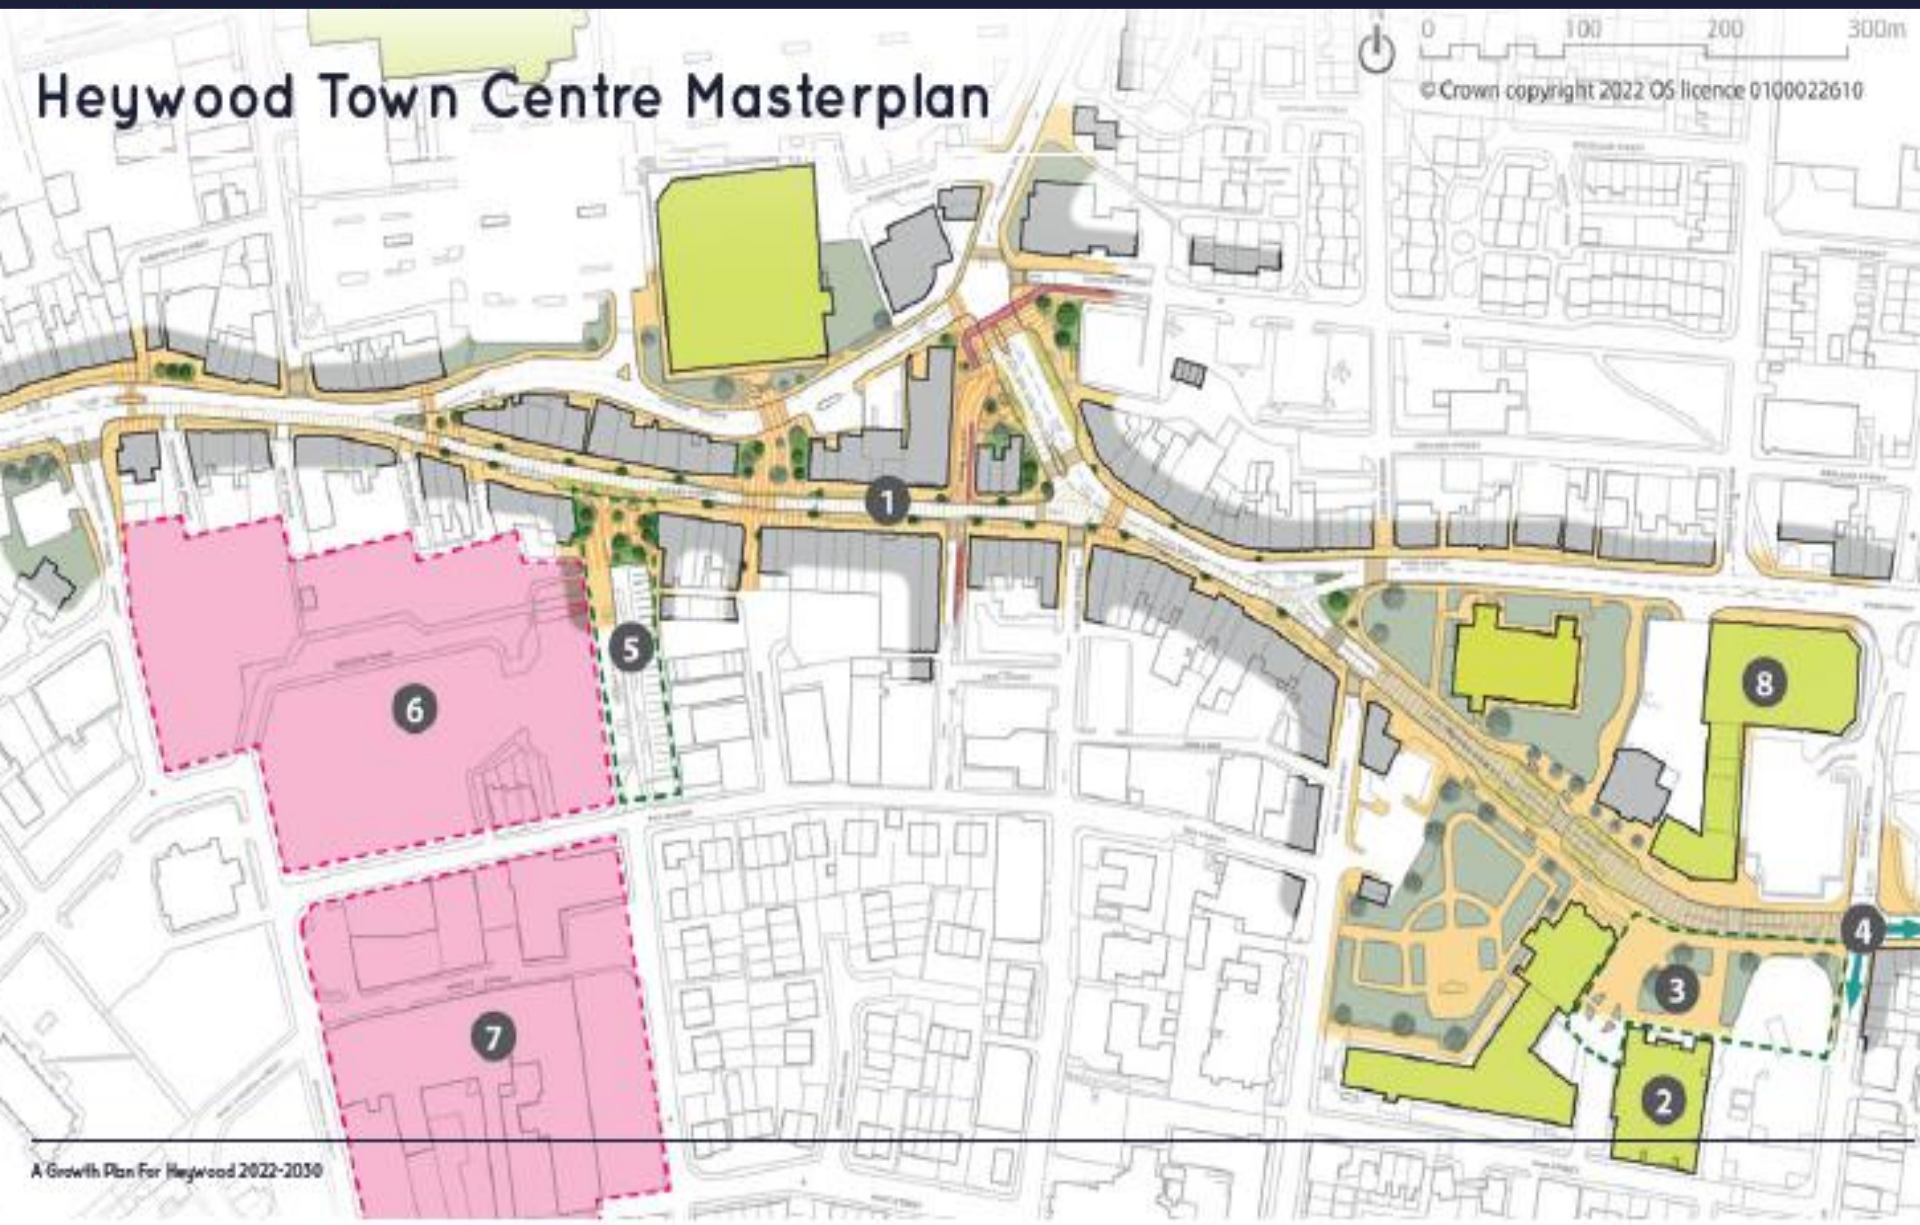 Heywood Town Centre Masterplan
0 100 200 300m
© Crown copyright 2022 OS licence 0100022610
1
8
5
6
4
3
7
2
A Growth Plan For Heywood 2022-2030